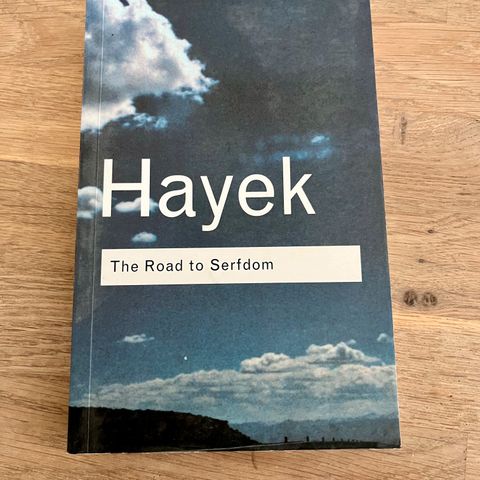 Hayek
The Road to Serfdom